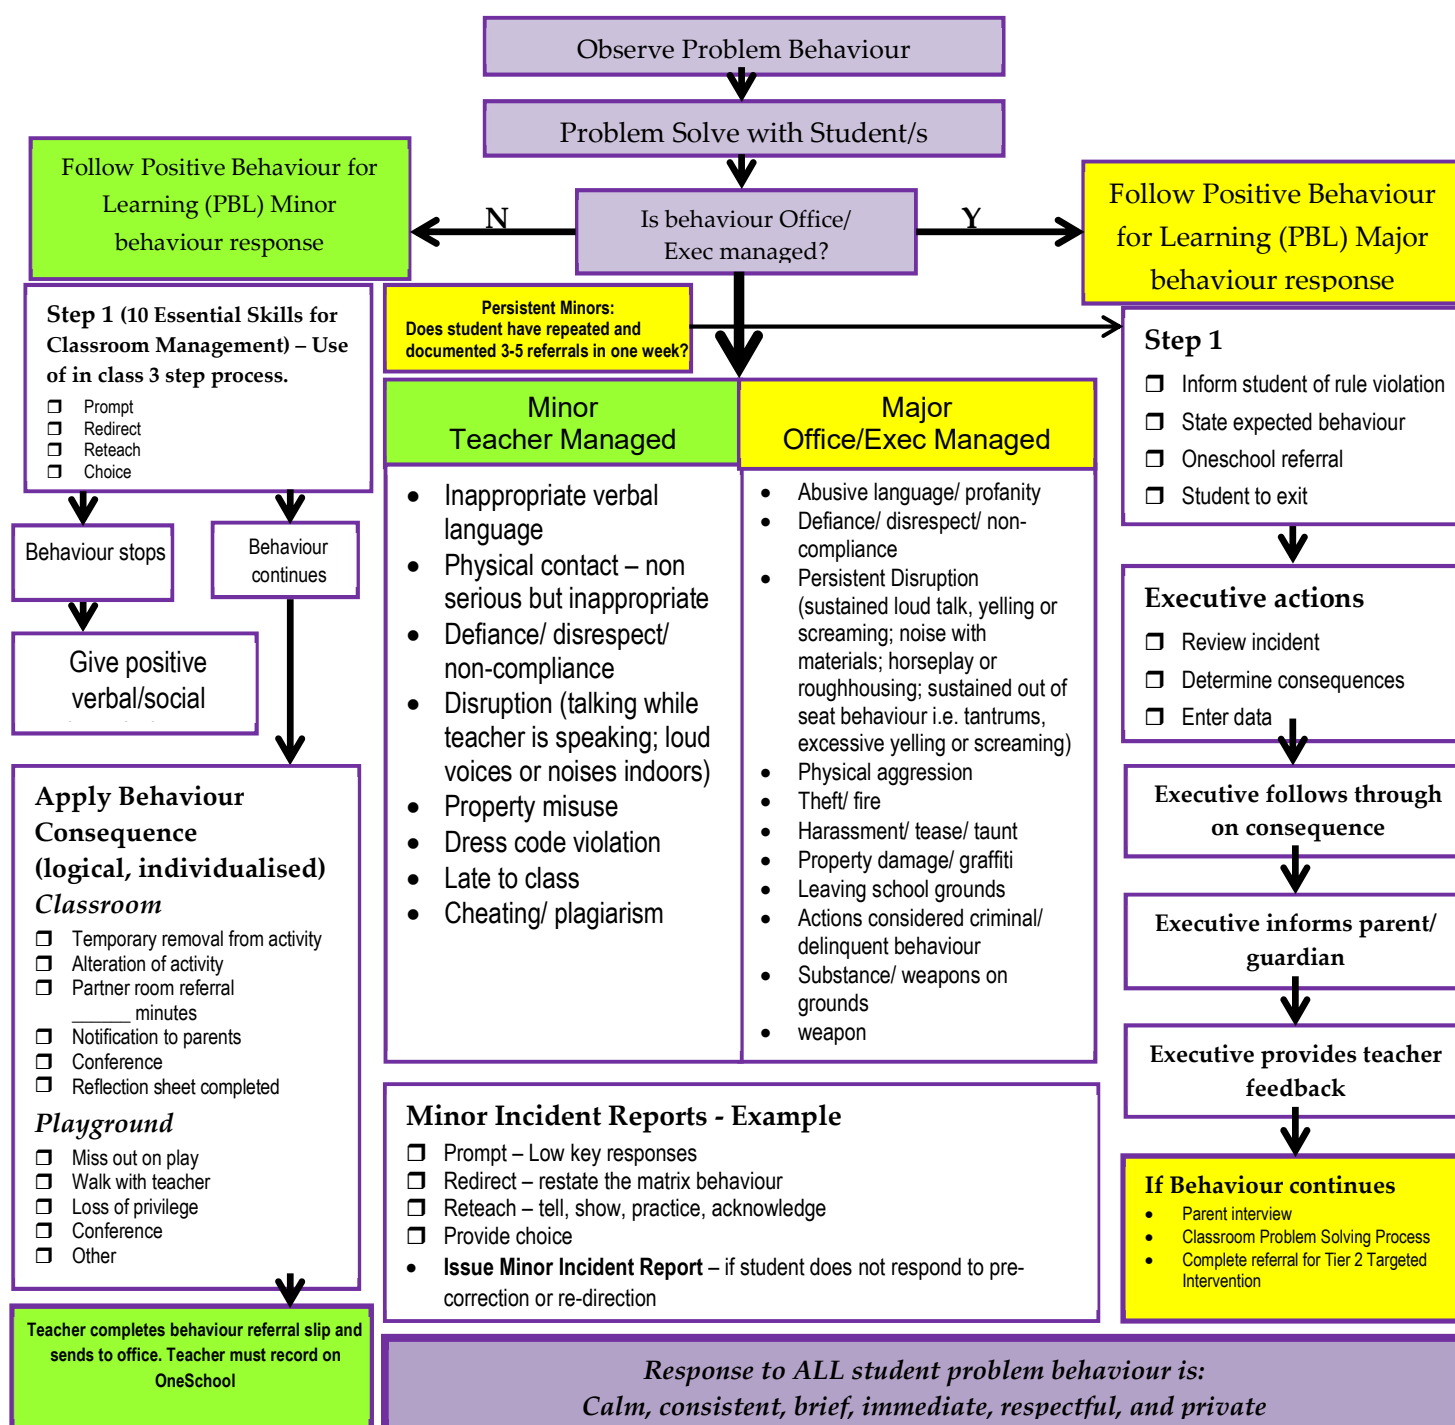 Observe Problem Behaviour
Problem Solve with Student/s
Is behaviour Office/
Exec managed?
N
Y
Follow Positive Behaviour for
Learning (PBL) Minor
behaviour response
Follow Positive Behaviour
for Learning (PBL) Major
behaviour response
Step 1 (10 Essential Skills for
Classroom Management) – Use
of in class 3 step process.
❒ Prompt
❒ Redirect
❒ Reteach
❒ Choice
Behaviour stops
Behaviour
continues
Give positive
verbal/social
Apply Behaviour
Consequence
(logical, individualised)
Classroom
❒ Temporary removal from activity
❒ Alteration of activity
❒ Partner room referral
______ minutes
❒ Notification to parents
❒ Conference
❒ Reflection sheet completed
Playground
❒ Miss out on play
❒ Walk with teacher
❒ Loss of privilege
❒ Conference
❒ Other
Teacher completes behaviour referral slip and
sends to office. Teacher must record on
OneSchool
Persistent Minors:
Does student have repeated and
documented 3-5 referrals in one week?
Minor
Teacher Managed
• Inappropriate verbal
language
• Physical contact – non
serious but inappropriate
• Defiance/ disrespect/
non-compliance
• Disruption (talking while
teacher is speaking; loud
voices or noises indoors)
• Property misuse
• Dress code violation
• Late to class
• Cheating/ plagiarism
Major
Office/Exec Managed
• Abusive language/ profanity
• Defiance/ disrespect/ non-
compliance
• Persistent Disruption
(sustained loud talk, yelling or
screaming; noise with
materials; horseplay or
roughhousing; sustained out of
seat behaviour i.e. tantrums,
excessive yelling or screaming)
• Physical aggression
• Theft/ fire
• Harassment/ tease/ taunt
• Property damage/ graffiti
• Leaving school grounds
• Actions considered criminal/
delinquent behaviour
• Substance/ weapons on
grounds
• weapon
Minor Incident Reports - Example
❒ Prompt – Low key responses
❒ Redirect – restate the matrix behaviour
❒ Reteach – tell, show, practice, acknowledge
❒ Provide choice
• Issue Minor Incident Report – if student does not respond to pre-
correction or re-direction
Step 1
❒ Inform student of rule violation
❒ State expected behaviour
❒ Oneschool referral
❒ Student to exit
Executive actions
❒ Review incident
❒ Determine consequences
❒ Enter data
Executive follows through
on consequence
Executive informs parent/
guardian
Executive provides teacher
feedback
If Behaviour continues
• Parent interview
• Classroom Problem Solving Process
• Complete referral for Tier 2 Targeted
Intervention
Response to ALL student problem behaviour is:
Calm, consistent, brief, immediate, respectful, and private